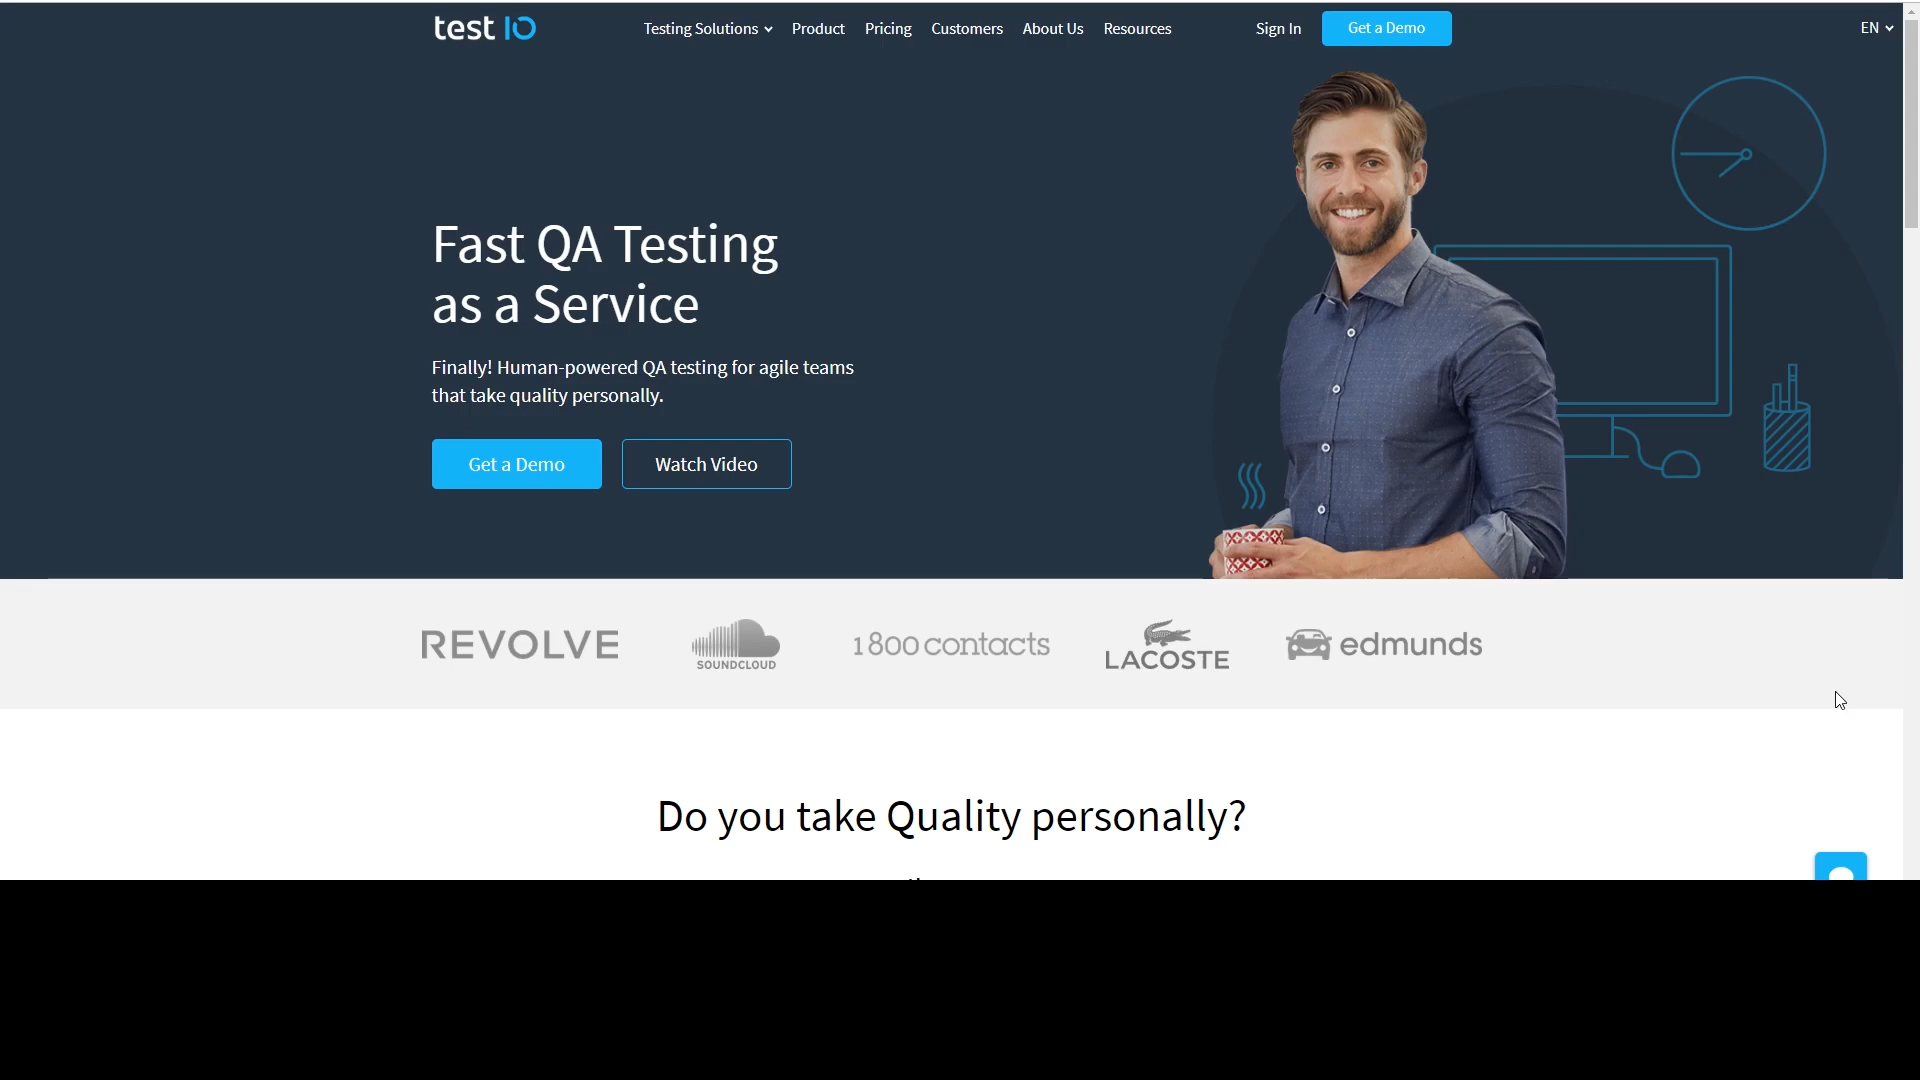 test IO
Testing Solutions
Product
Pricing
Customers
About Us
Resources
Sign In
Get a Demo
EN
Fast QA Testing
as a Service
Finally! Human-powered QA testing for agile teams
that take quality personally.
Get a Demo
Watch Video
REVOLVE
SOUNDCLOUD
1 800 contacts
LACOSTE
edmunds
Do you take Quality personally?